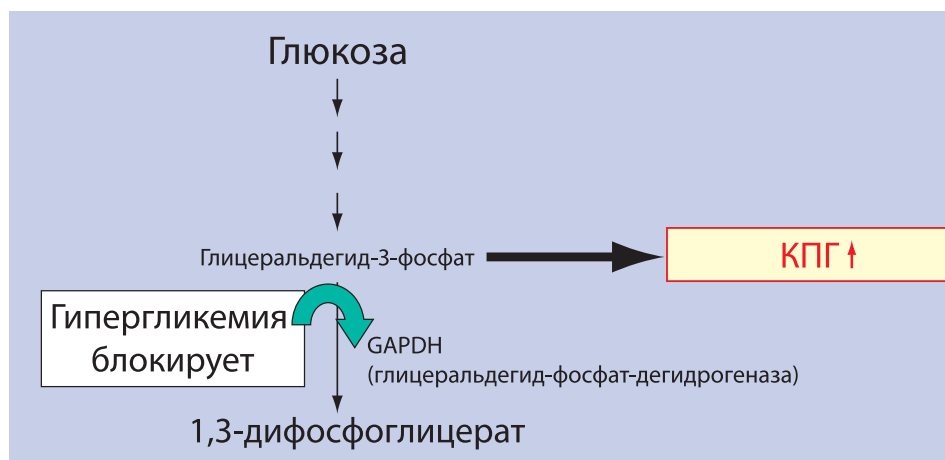 Глюкоза
Глицеральдегид-3-фосфат
КПГ↑
Гипергликемия
блокирует
GAPDH
(глицеральдегид-фосфат-дегидрогеназа)
1,3-дифосфоглицерат